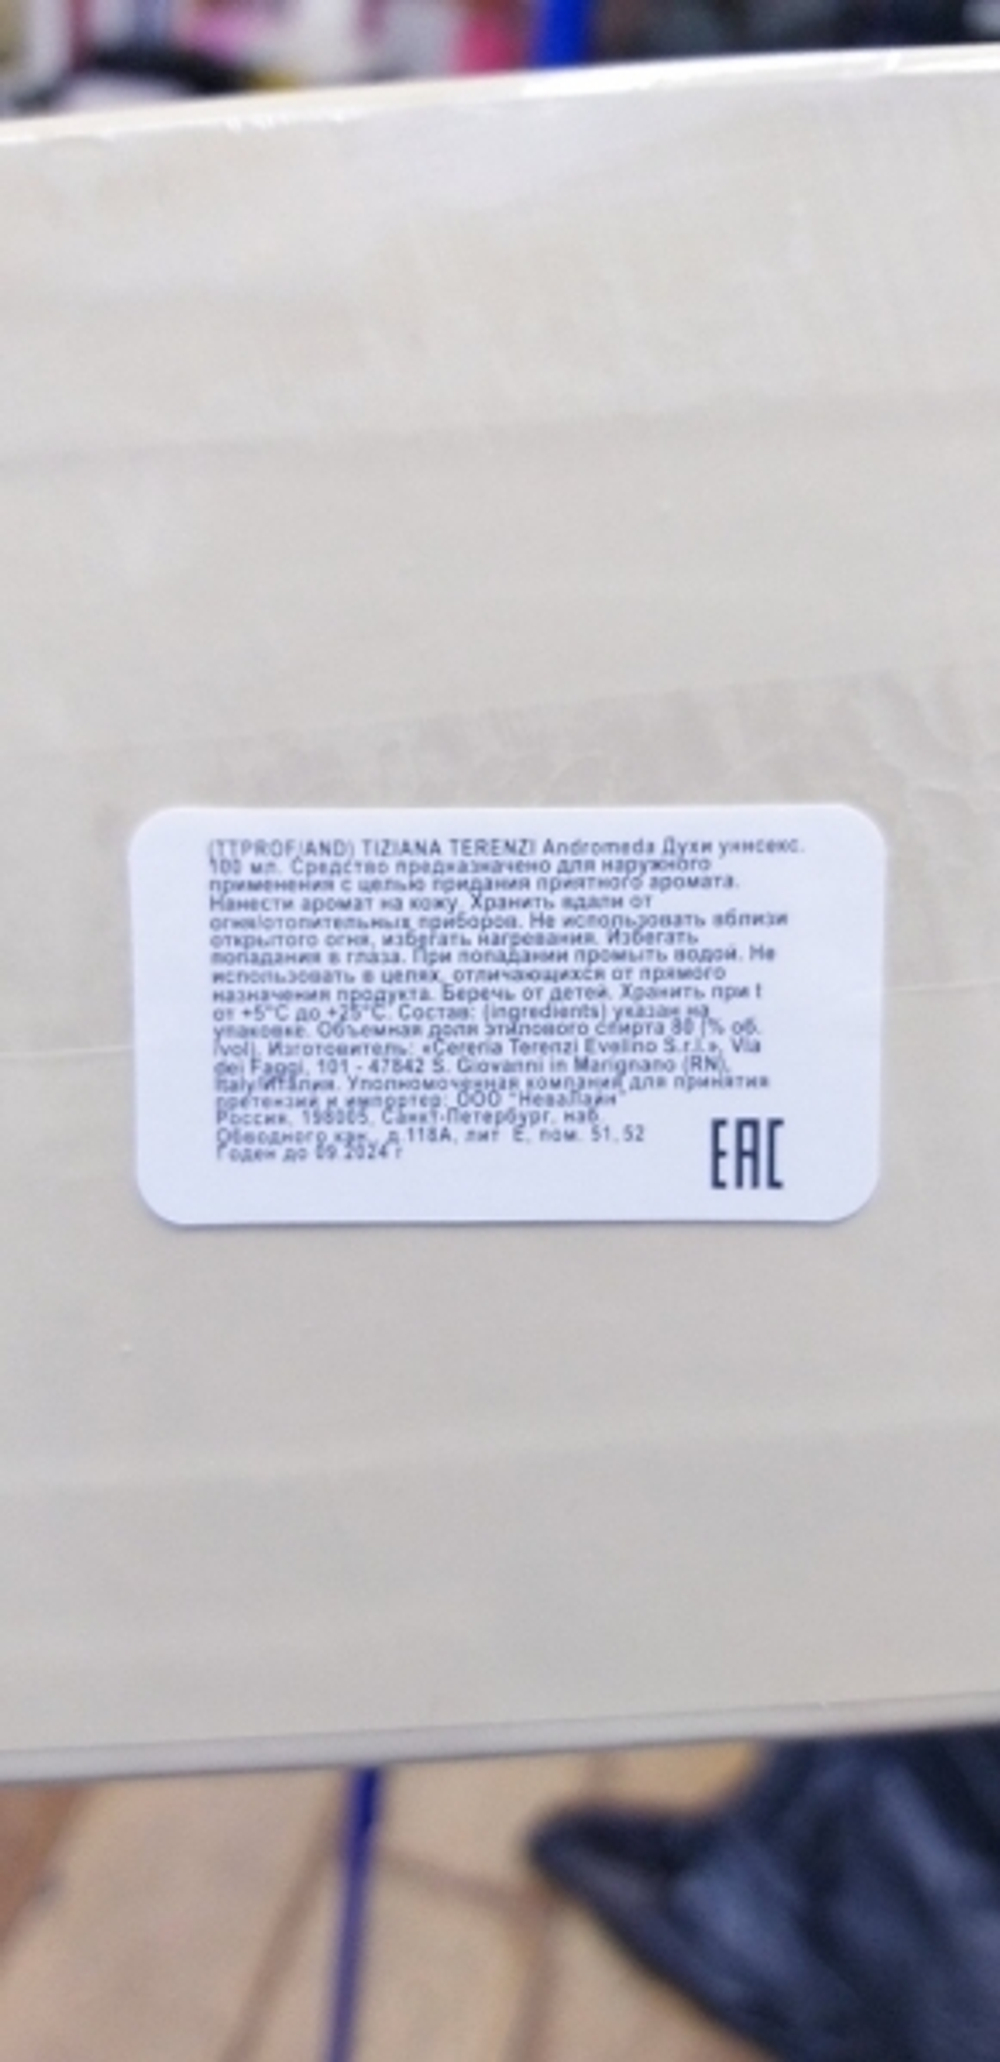 (TTPROF/AND) TIZIANA TERENZI Andromeda Духи унисекс.
100 мл. Средство предназначено для наружного
применения с целью придания приятного аромата.
Нанести аромат на кожу. Хранить вдали от
огня/отопительных приборов. Не использовать вблизи
открытого огня, избегать нагревания. Избегать
попадания в глаза. При попадании промыть водой. Не
использовать в целях, отличающихся от прямого
назначения продукта. Беречь от детей. Хранить при t
от +5°C до +25°C. Состав: (ingredients) указан на
упаковке. Объемная доля этилового спирта 80 [% об.
/vol]. Изготовитель: «Cereria Terenzi Evelino S.r.l.», Via
dei Faggi, 101 - 47842 S. Giovanni in Marignano (RN),
Italy/Италия. Уполномоченная компания для принятия
претензий и импортер: ООО "НеваЛайн"
Россия, 198005, Санкт-Петербург, наб.
Обводного кан., д.118А, лит Е, пом. 51, 52
Годен до 09.2024 г
EAC